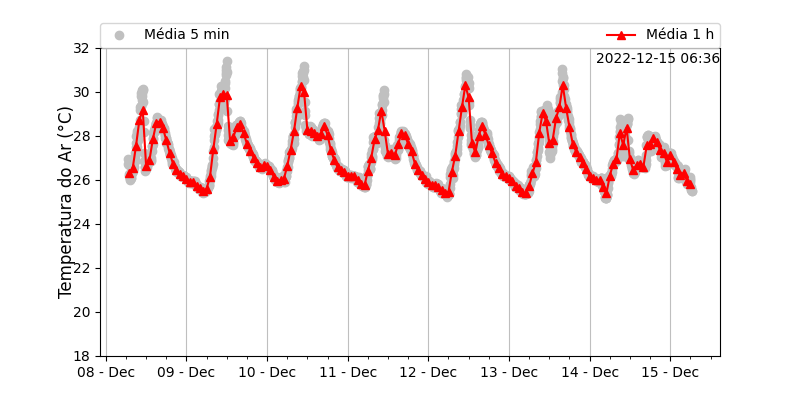 Média 5 min
Média 1 h
2022-12-15 06:36
Temperatura do Ar (°C)
32
30
28
26
24
22
20
18
08 - Dec
09 - Dec
10 - Dec
11 - Dec
12 - Dec
13 - Dec
14 - Dec
15 - Dec